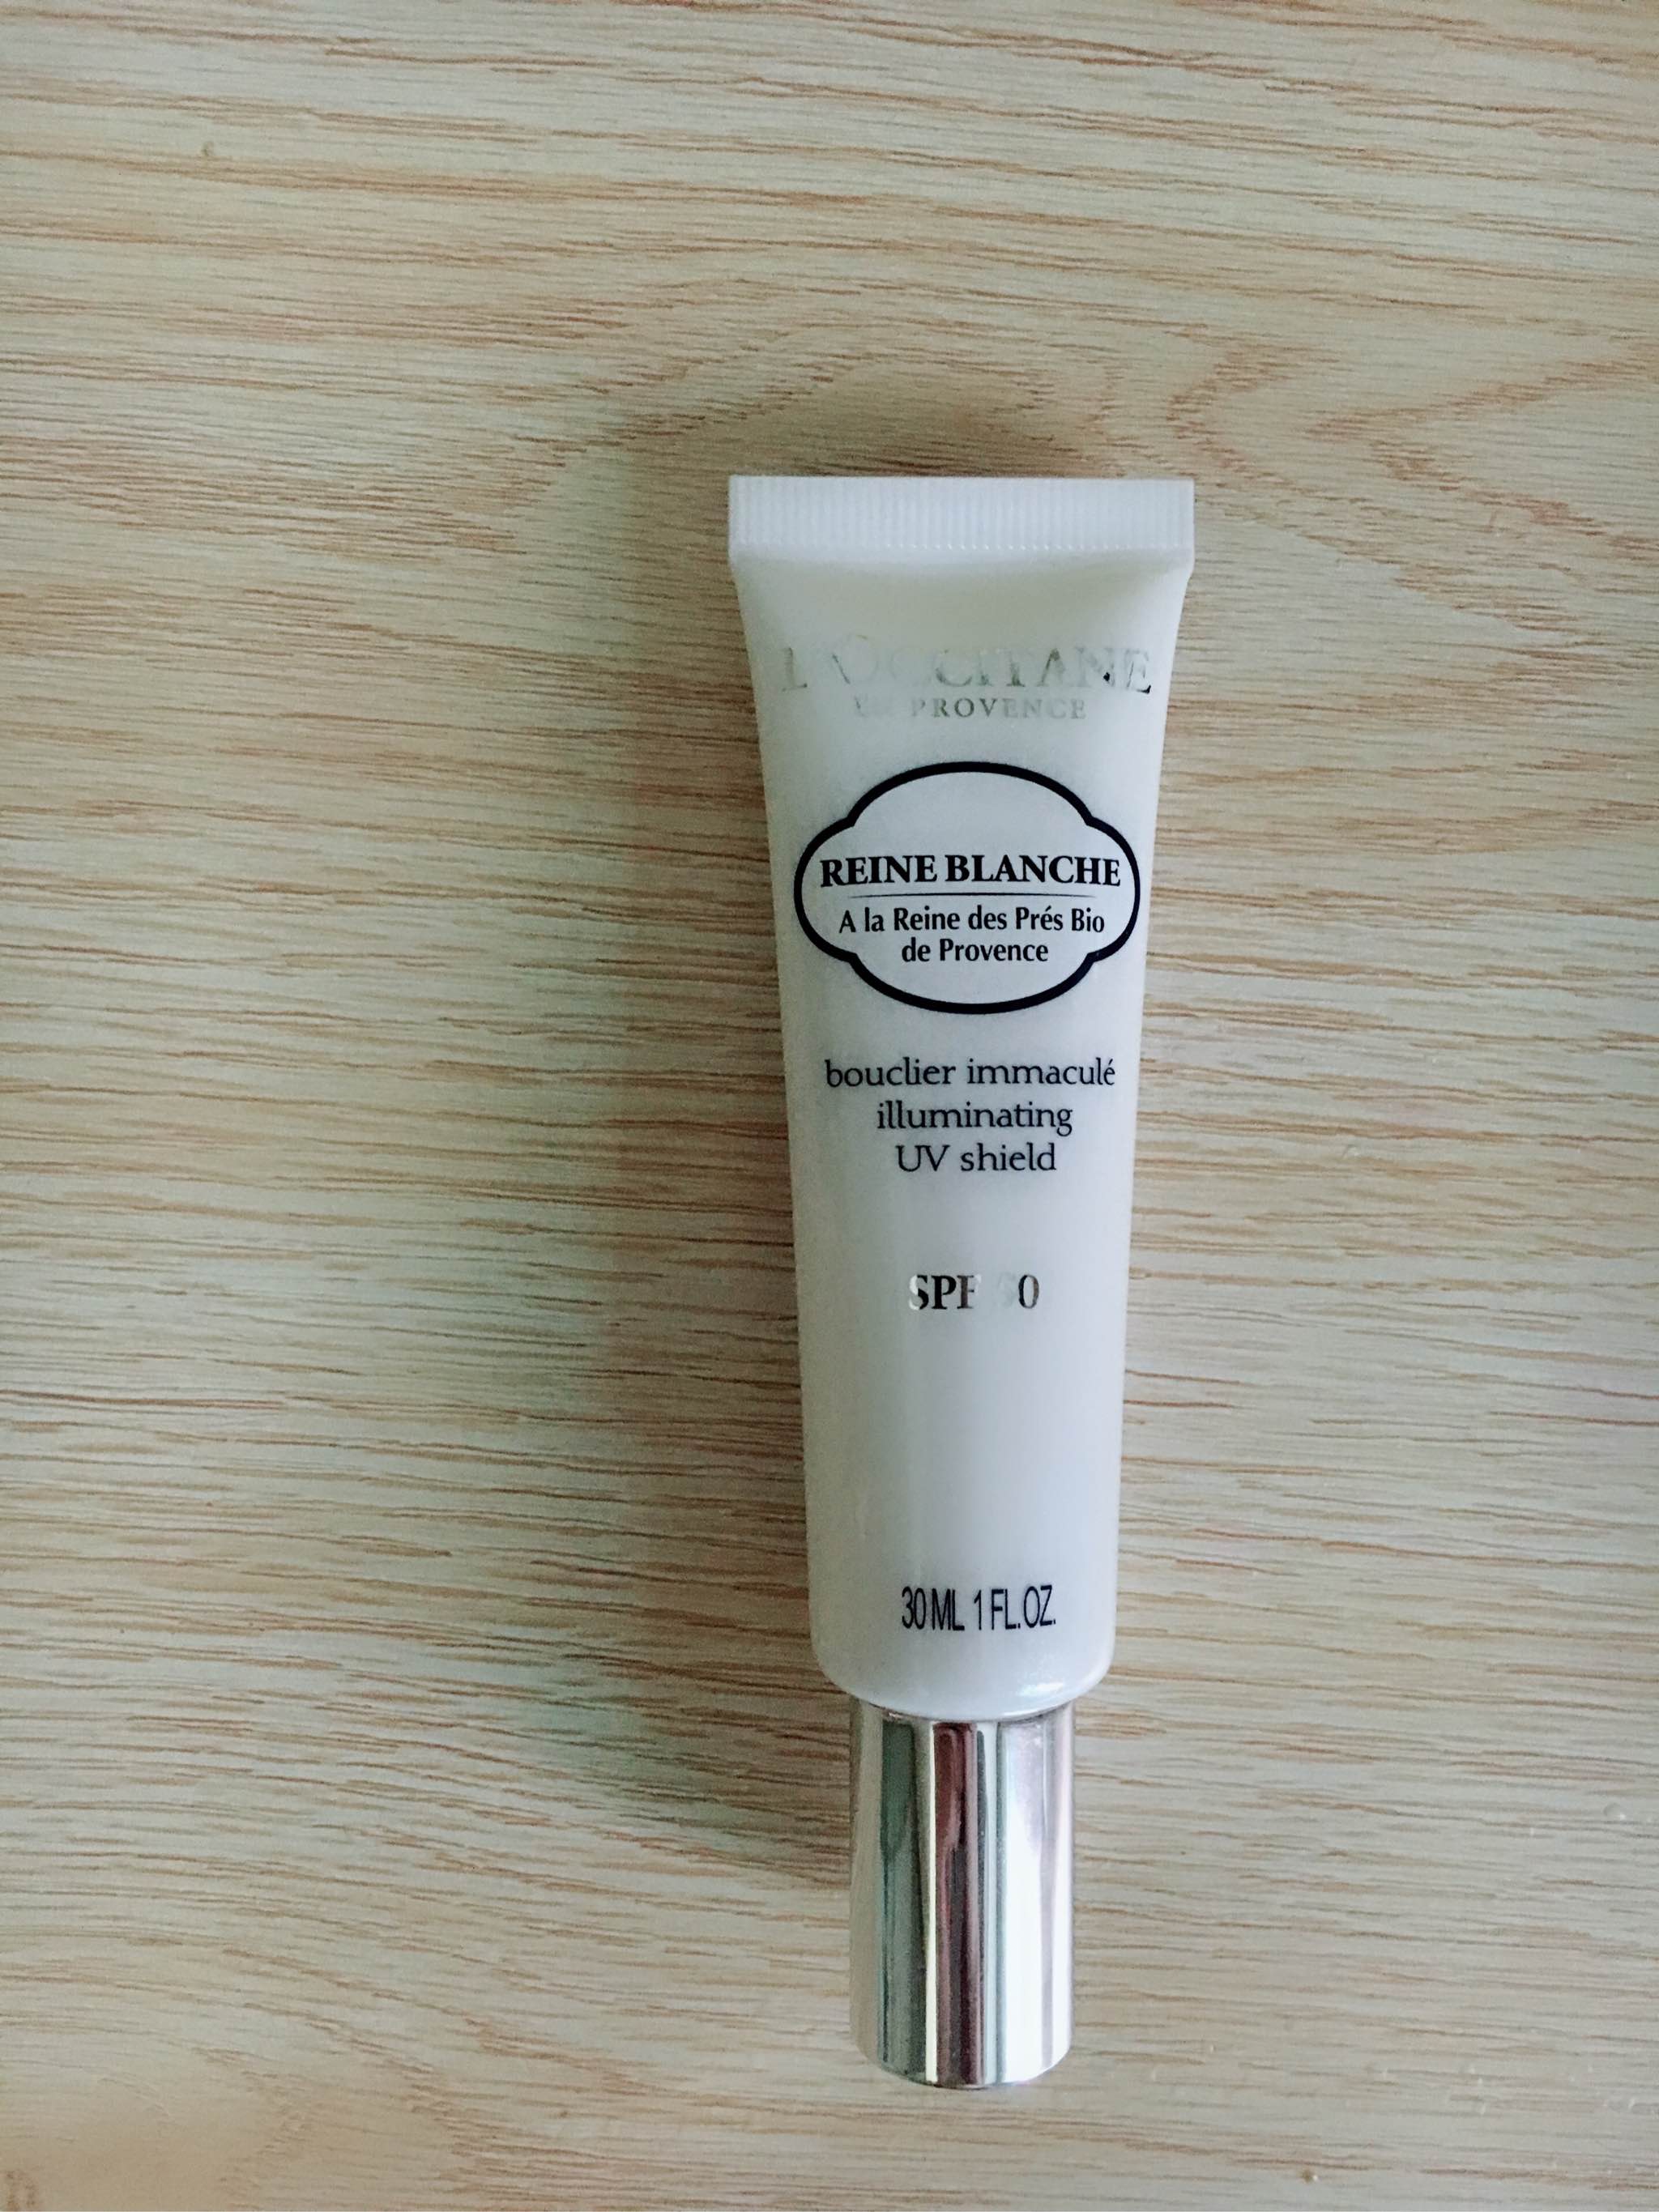 L'OCCITANE
EN PROVENCE
REINE BLANCHE
A la Reine des Prés Bio
de Provence
bouclier immaculé
illuminating
UV shield
SPF
30 ML 1 FL.OZ.